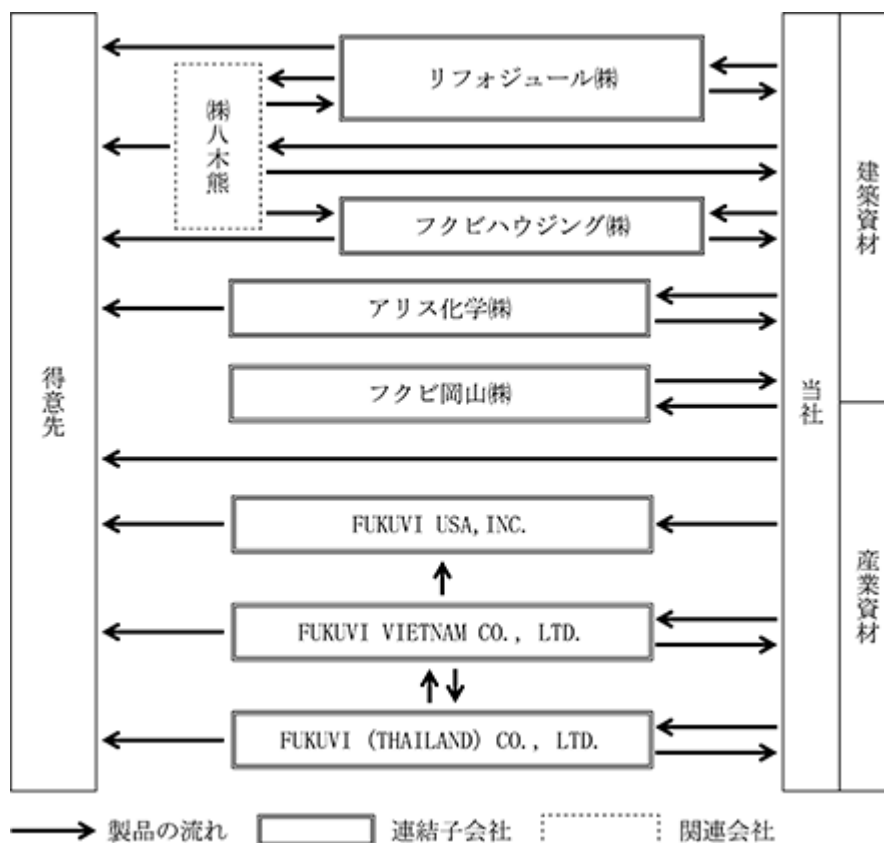 リフォジュール㈱
㈱八木熊
フクビハウジング㈱
アリス化学㈱
フクビ岡山㈱
得意先
当社
建築資材
産業資材
FUKUVI USA, INC.
FUKUVI VIETNAM CO., LTD.
FUKUVI (THAILAND) CO., LTD.
製品の流れ
連結子会社
関連会社